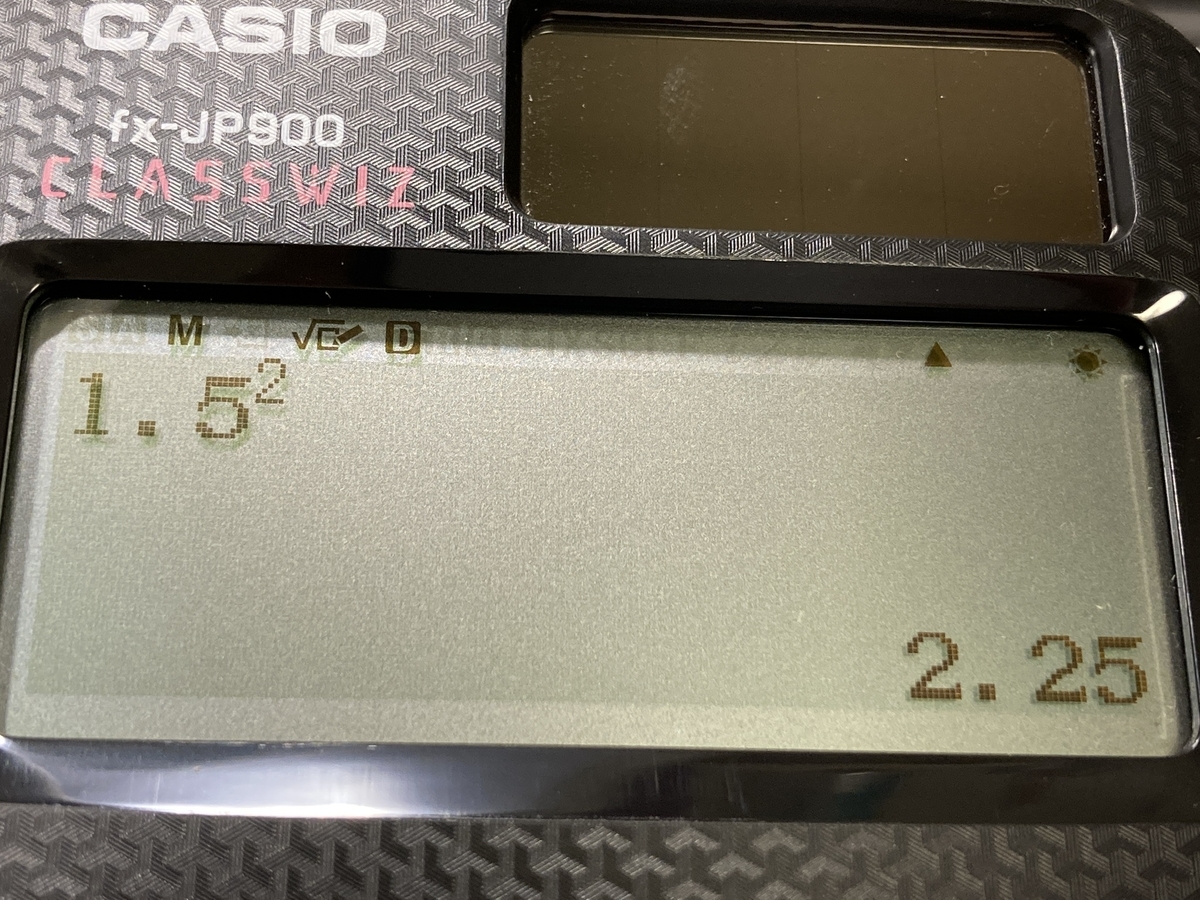 CASIO
fx-JP900
CLASSWIZ
M √ D ▲
1.5²
2.25